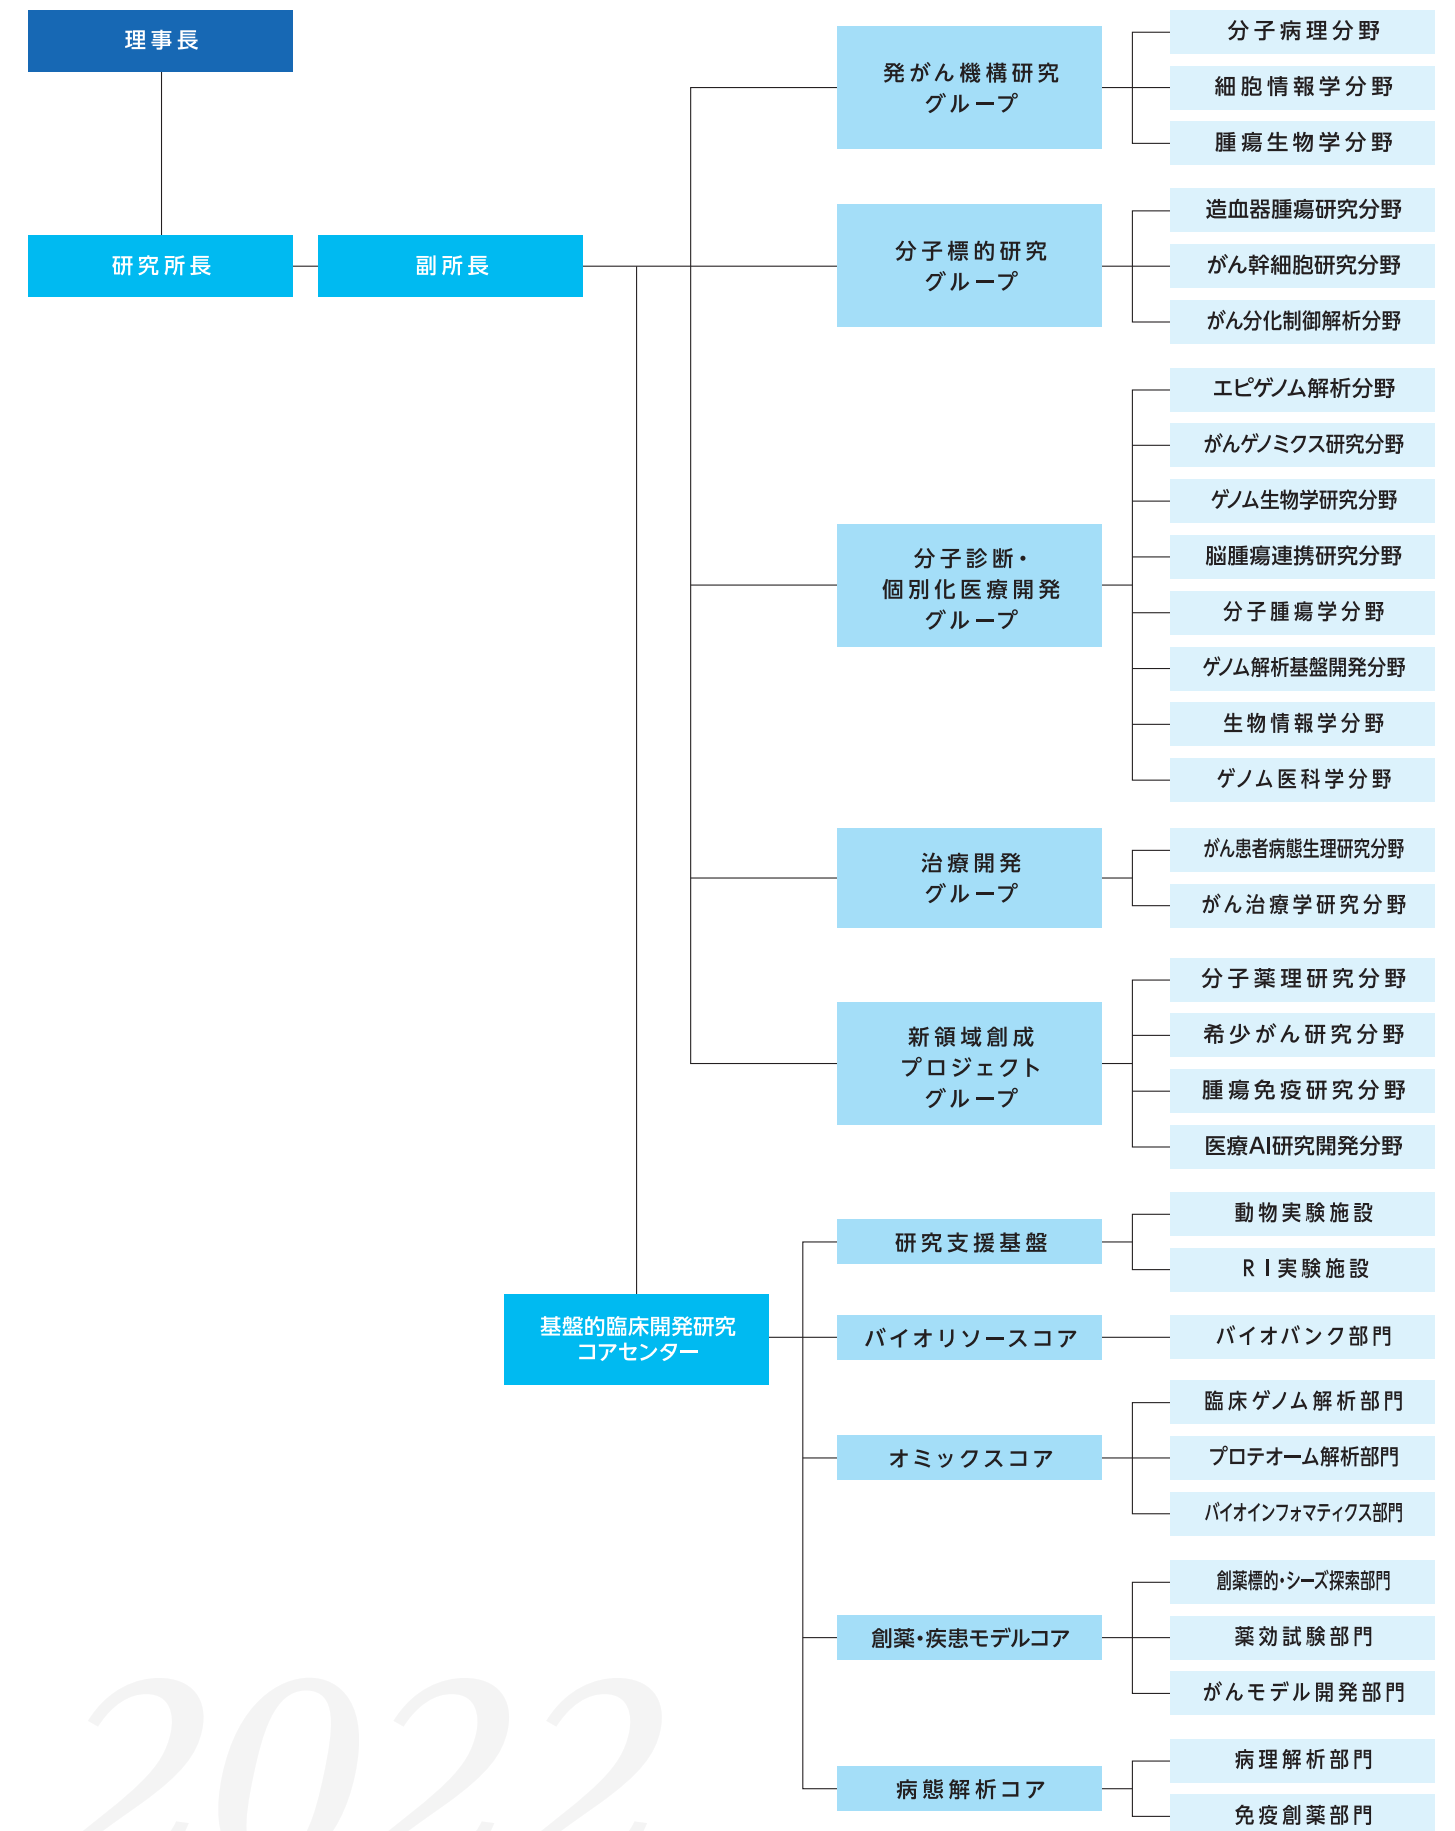 理事長
研究所長
副所長
発がん機構研究
グループ
分子病理分野
細胞情報学分野
腫瘍生物学分野
分子標的研究
グループ
造血器腫瘍研究分野
がん幹細胞研究分野
がん分化制御解析分野
分子診断・
個別化医療開発
グループ
エピゲノム解析分野
がんゲノミクス研究分野
ゲノム生物学研究分野
脳腫瘍連携研究分野
分子腫瘍学分野
ゲノム解析基盤開発分野
生物情報学分野
ゲノム医科学分野
治療開発
グループ
がん患者病態生理研究分野
がん治療学研究分野
新領域創成
プロジェクト
グループ
分子薬理研究分野
希少がん研究分野
腫瘍免疫研究分野
医療AI研究開発分野
基盤的臨床開発研究
コアセンター
研究支援基盤
動物実験施設
RI実験施設
バイオリソースコア
バイオバンク部門
オミックスコア
臨床ゲノム解析部門
プロテオーム解析部門
バイオインフォマティクス部門
創薬・疾患モデルコア
創薬標的・シーズ探索部門
薬効試験部門
がんモデル開発部門
病態解析コア
病理解析部門
免疫創薬部門
2022